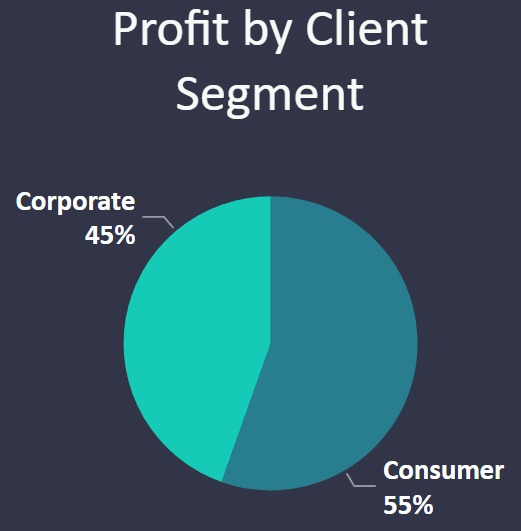 Profit by Client
Segment
Corporate
45%
Consumer
55%